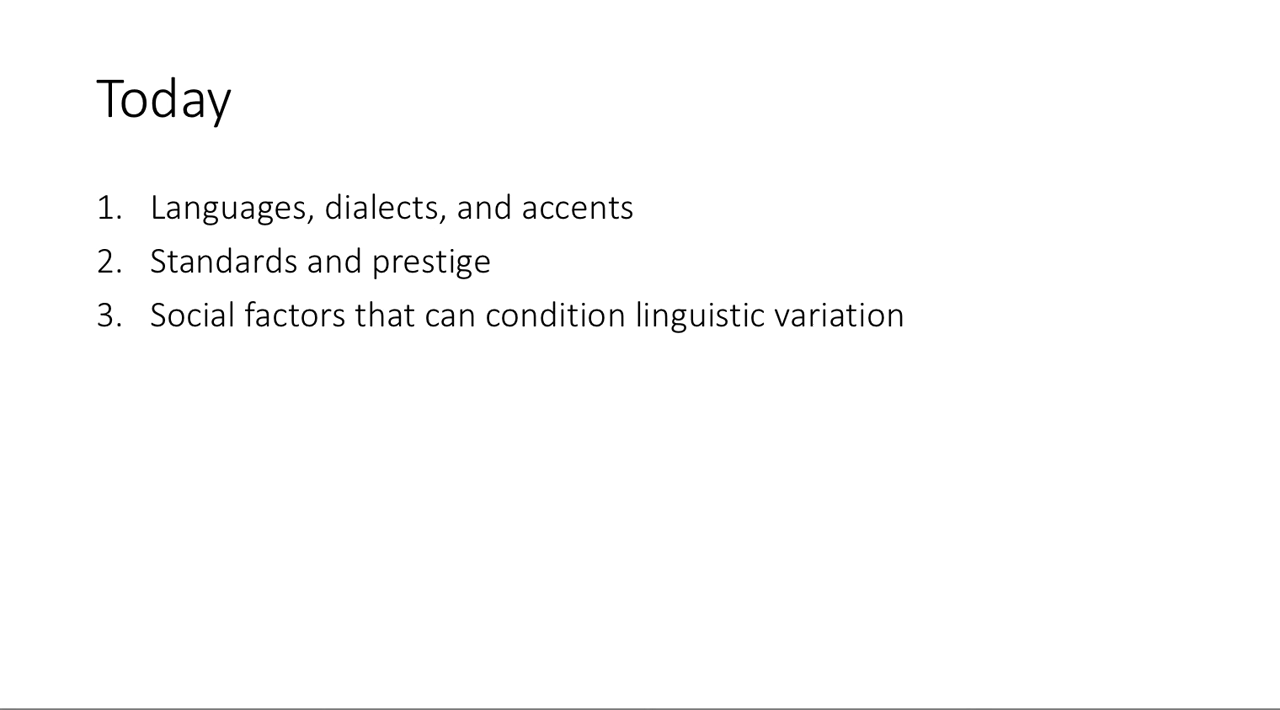 Today
1. Languages, dialects, and accents
2. Standards and prestige
3. Social factors that can condition linguistic variation